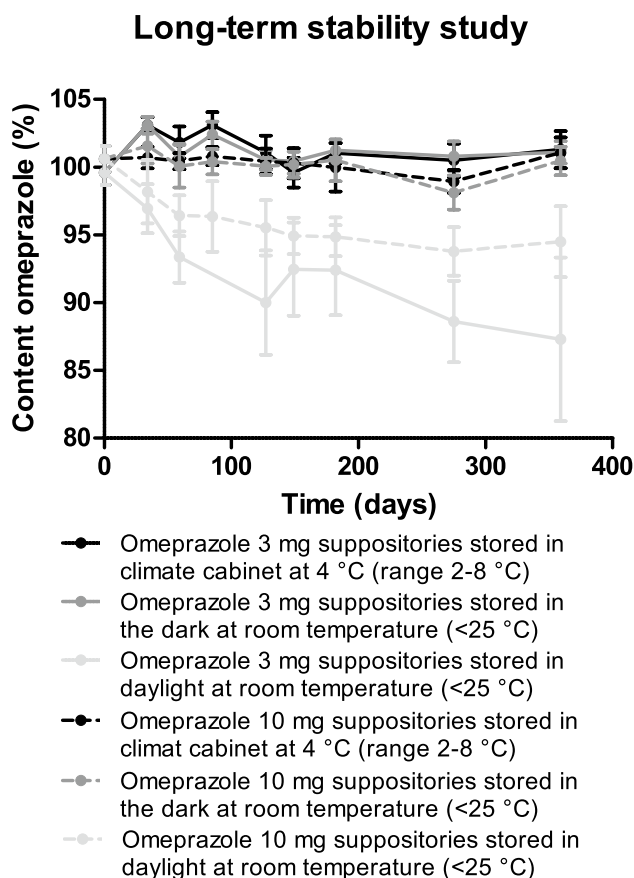 Long-term stability study
Content omeprazole (%)
105
100
95
90
85
80
0
100
200
300
400
Time (days)
Omeprazole 3 mg suppositories stored in
climate cabinet at 4 °C (range 2-8 °C)
Omeprazole 3 mg suppositories stored in
the dark at room temperature (<25 °C)
Omeprazole 3 mg suppositories stored in
daylight at room temperature (<25 °C)
Omeprazole 10 mg suppositories stored in
climat cabinet at 4 °C (range 2-8 °C)
Omeprazole 10 mg suppositories stored in
the dark at room temperature (<25 °C)
Omeprazole 10 mg suppositories stored in
daylight at room temperature (<25 °C)